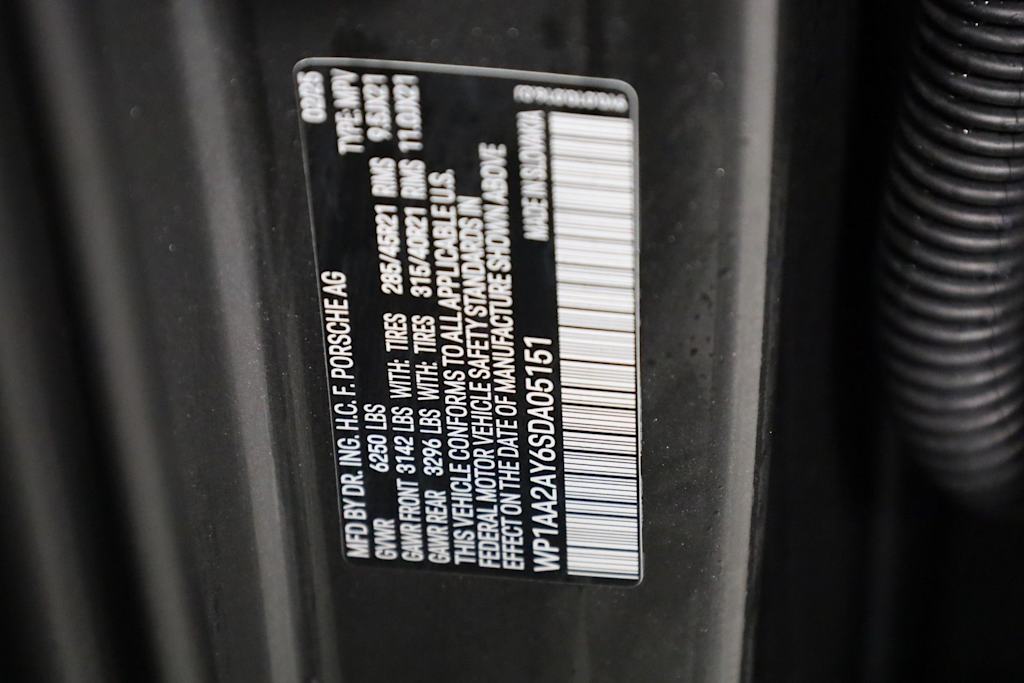 MFD BY DR. ING. H.C. F. PORSCHE AG 02/25
GVWR 6250 LBS TYPE: MPV
GAWR FRONT 3142 LBS WITH: TIRES 285/45R21 RIMS 9.5JX21
GAWR REAR 3296 LBS WITH: TIRES 315/40R21 RIMS 11.0JX21
THIS VEHICLE CONFORMS TO ALL APPLICABLE U.S.
FEDERAL MOTOR VEHICLE SAFETY STANDARDS IN
EFFECT ON THE DATE OF MANUFACTURE SHOWN ABOVE
WP1AA2AY6SDA05151 MADE IN SLOVAKIA